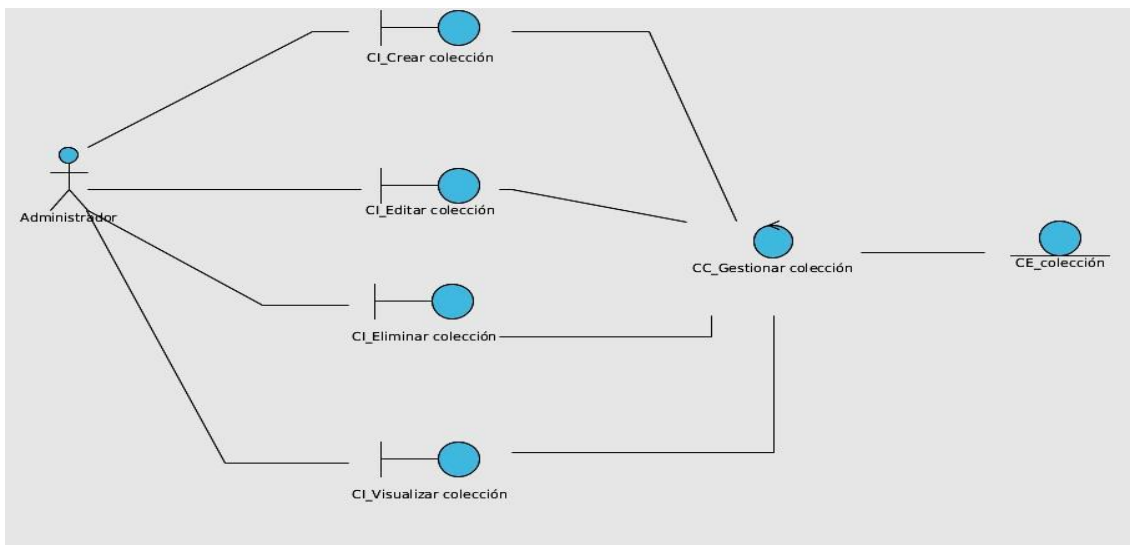 CI_Crear colección
CI_Editar colección
Administrador
CC_Gestionar colección
CE_colección
CI_Eliminar colección
CI_Visualizar colección